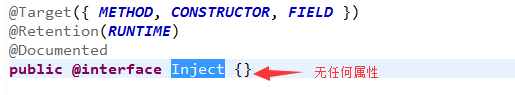 @Target({ METHOD, CONSTRUCTOR, FIELD })
@Retention(RUNTIME)
@Documented
public @interface Inject {} 无任何属性